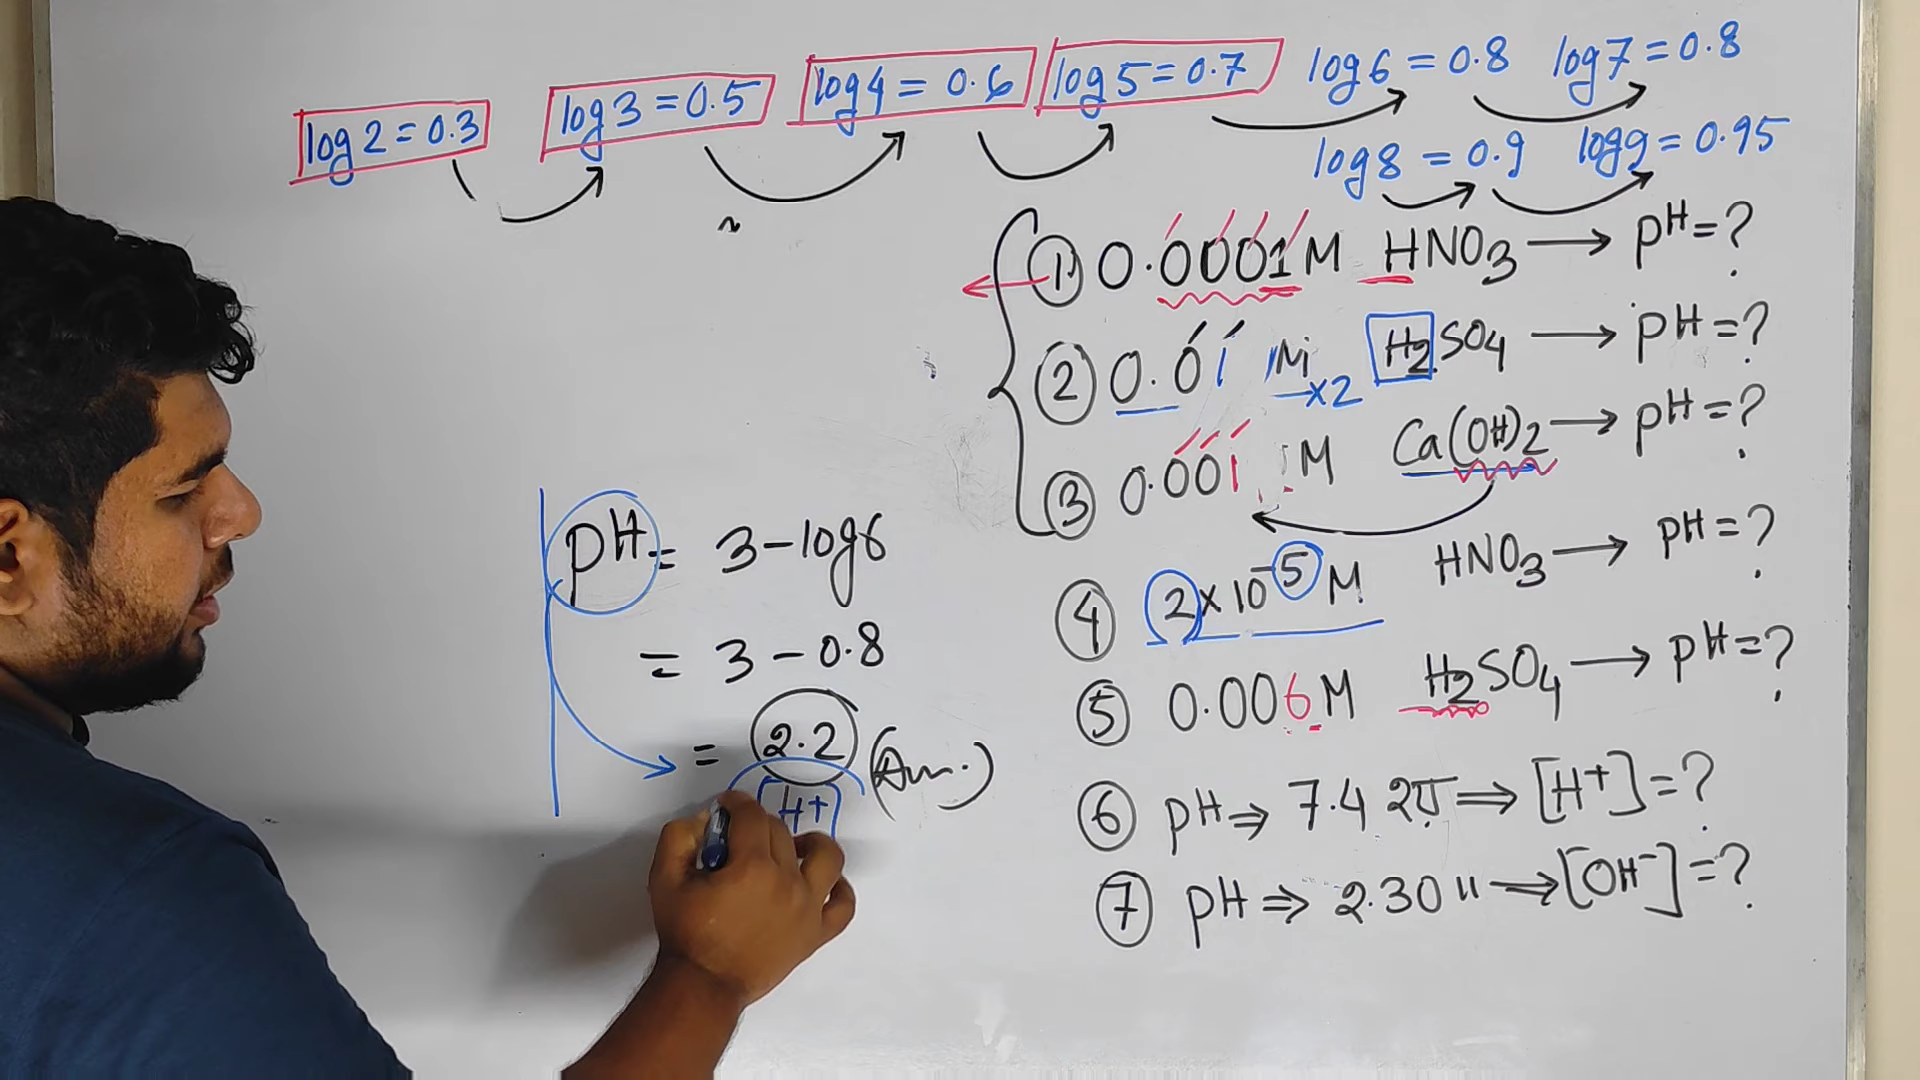 log 2 = 0.3 log 3 = 0.5 log 4 = 0.6 log 5 = 0.7 log 6 = 0.8 log 7 = 0.8
log 8 = 0.9 log 9 = 0.95
① 0.0001 M HNO₃ → pH = ?
② 0.01 M ×2 H₂SO₄ → pH = ?
③ 0.001 M Ca(OH)₂ → pH = ?
④ 2 × 10⁻⁵ M HNO₃ → pH = ?
⑤ 0.006 M H₂SO₄ → pH = ?
⑥ pH ⇒ 7.4 হলে ⇒ [H⁺] = ?
⑦ pH ⇒ 2.30 " ⇒ [OH⁻] = ?
pH = 3 - log 6
= 3 - 0.8
= 2.2 (Ans.)
H+